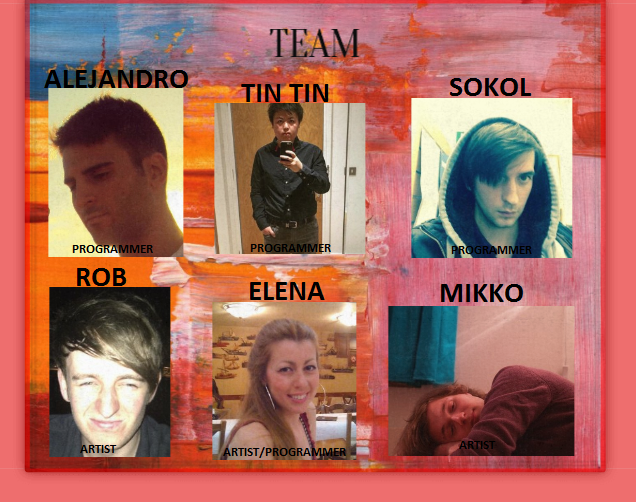 TEAM
ALEJANDRO
TIN TIN
SOKOL
PROGRAMMER
PROGRAMMER
PROGRAMMER
ROB
ELENA
MIKKO
ARTIST
ARTIST/PROGRAMMER
ARTIST